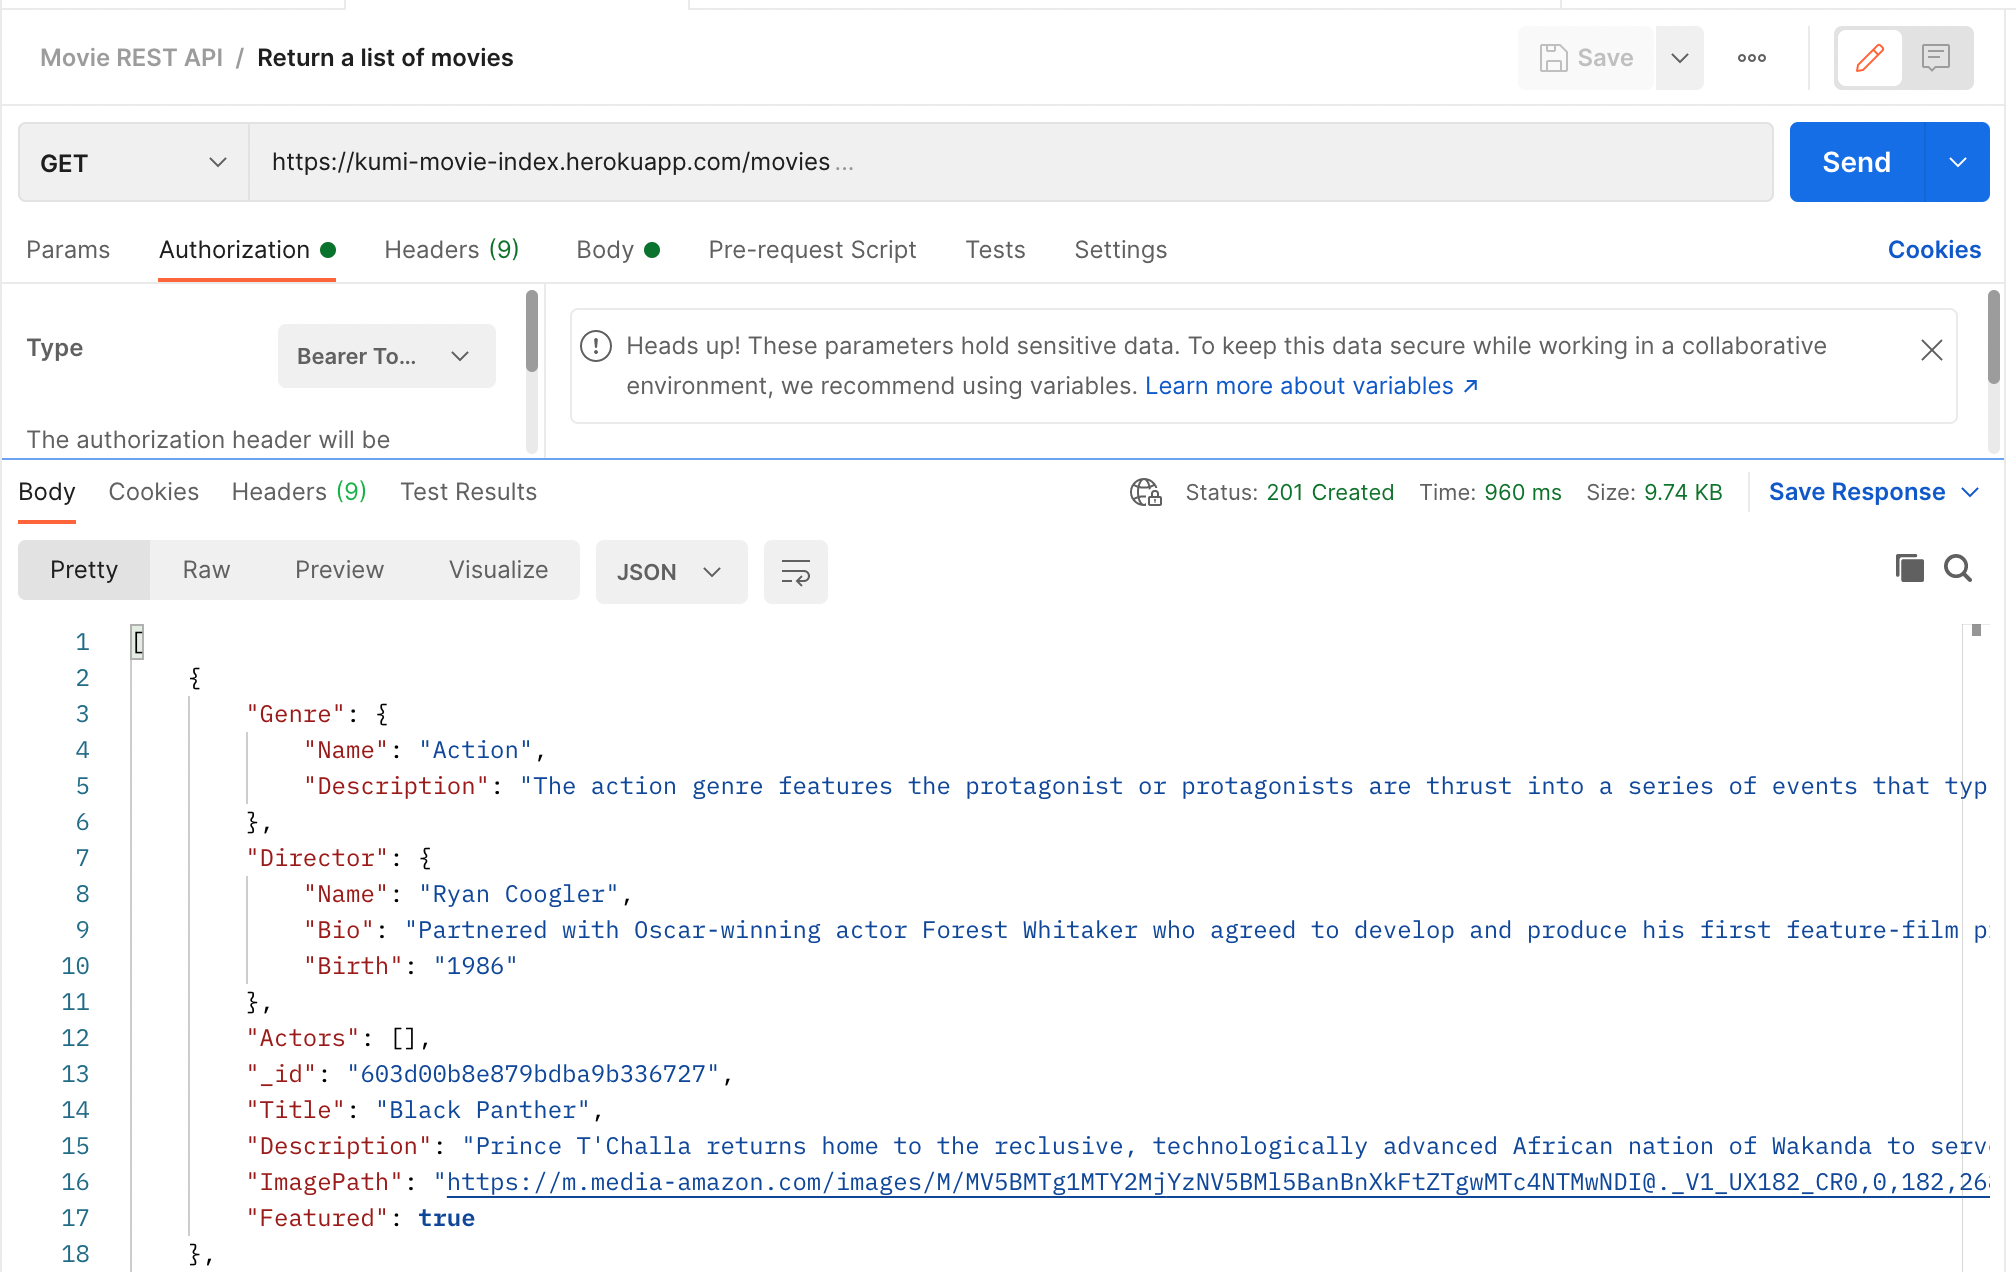 Movie REST API / Return a list of movies
Save
GET
https://kumi-movie-index.herokuapp.com/movies ...
Send
Params Authorization Headers (9) Body Pre-request Script Tests Settings Cookies
Type
Bearer To...
Heads up! These parameters hold sensitive data. To keep this data secure while working in a collaborative
environment, we recommend using variables. Learn more about variables ↗
The authorization header will be
Body Cookies Headers (9) Test Results Status: 201 Created Time: 960 ms Size: 9.74 KB Save Response
Pretty Raw Preview Visualize JSON
1 [
2 {
3 "Genre": {
4 "Name": "Action",
5 "Description": "The action genre features the protagonist or protagonists are thrust into a series of events that typ
6 },
7 "Director": {
8 "Name": "Ryan Coogler",
9 "Bio": "Partnered with Oscar-winning actor Forest Whitaker who agreed to develop and produce his first feature-film p
10 "Birth": "1986"
11 },
12 "Actors": [],
13 "_id": "603d00b8e879bdba9b336727",
14 "Title": "Black Panther",
15 "Description": "Prince T'Challa returns home to the reclusive, technologically advanced African nation of Wakanda to serv
16 "ImagePath": "https://m.media-amazon.com/images/M/MV5BMTg1MTY2MjYzNV5BMl5BanBnXkFtZTgwMTc4NTMwNDI@._V1_UX182_CR0,0,182,268
17 "Featured": true
18 },